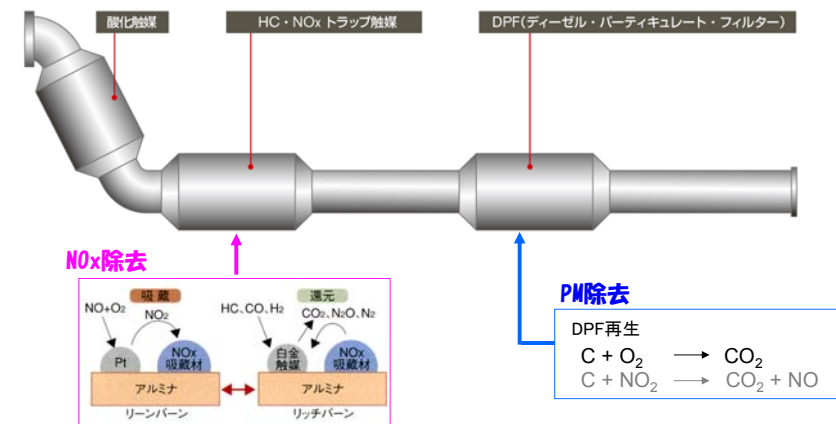 酸化触媒
HC・NOx トラップ触媒
DPF(ディーゼル・パーティキュレート・フィルター)
NOx除去
吸蔵
NO+O2
NO2
Pt
NOx
吸蔵材
アルミナ
リーンバーン
還元
HC、CO、H2
CO2、N2O、N2
白金
触媒
NOx
吸蔵材
アルミナ
リッチバーン
PM除去
DPF再生
C + O₂ → CO₂
C + NO₂ → CO₂ + NO